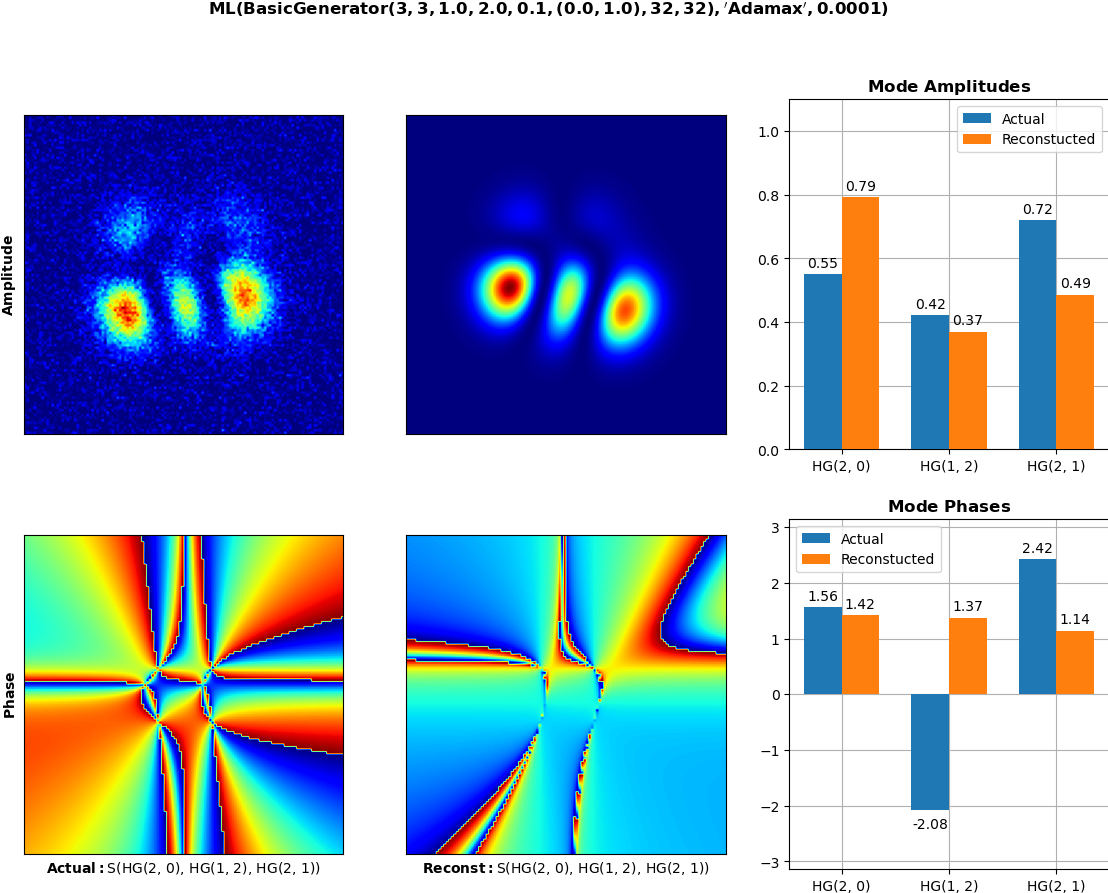 ML(BasicGenerator(3, 3, 1.0, 2.0, 0.1, (0.0, 1.0), 32, 32), ′Adamax′, 0.0001)
Amplitude
Mode Amplitudes
Actual
Reconstucted
1.0
0.8
0.6
0.4
0.2
0.0
0.55
0.79
0.42
0.37
0.72
0.49
HG(2, 0)
HG(1, 2)
HG(2, 1)
Phase
Actual: S(HG(2, 0), HG(1, 2), HG(2, 1))
Reconst: S(HG(2, 0), HG(1, 2), HG(2, 1))
Mode Phases
Actual
Reconstucted
3
2
1
0
−1
−2
−3
1.56
1.42
-2.08
1.37
2.42
1.14
HG(2, 0)
HG(1, 2)
HG(2, 1)